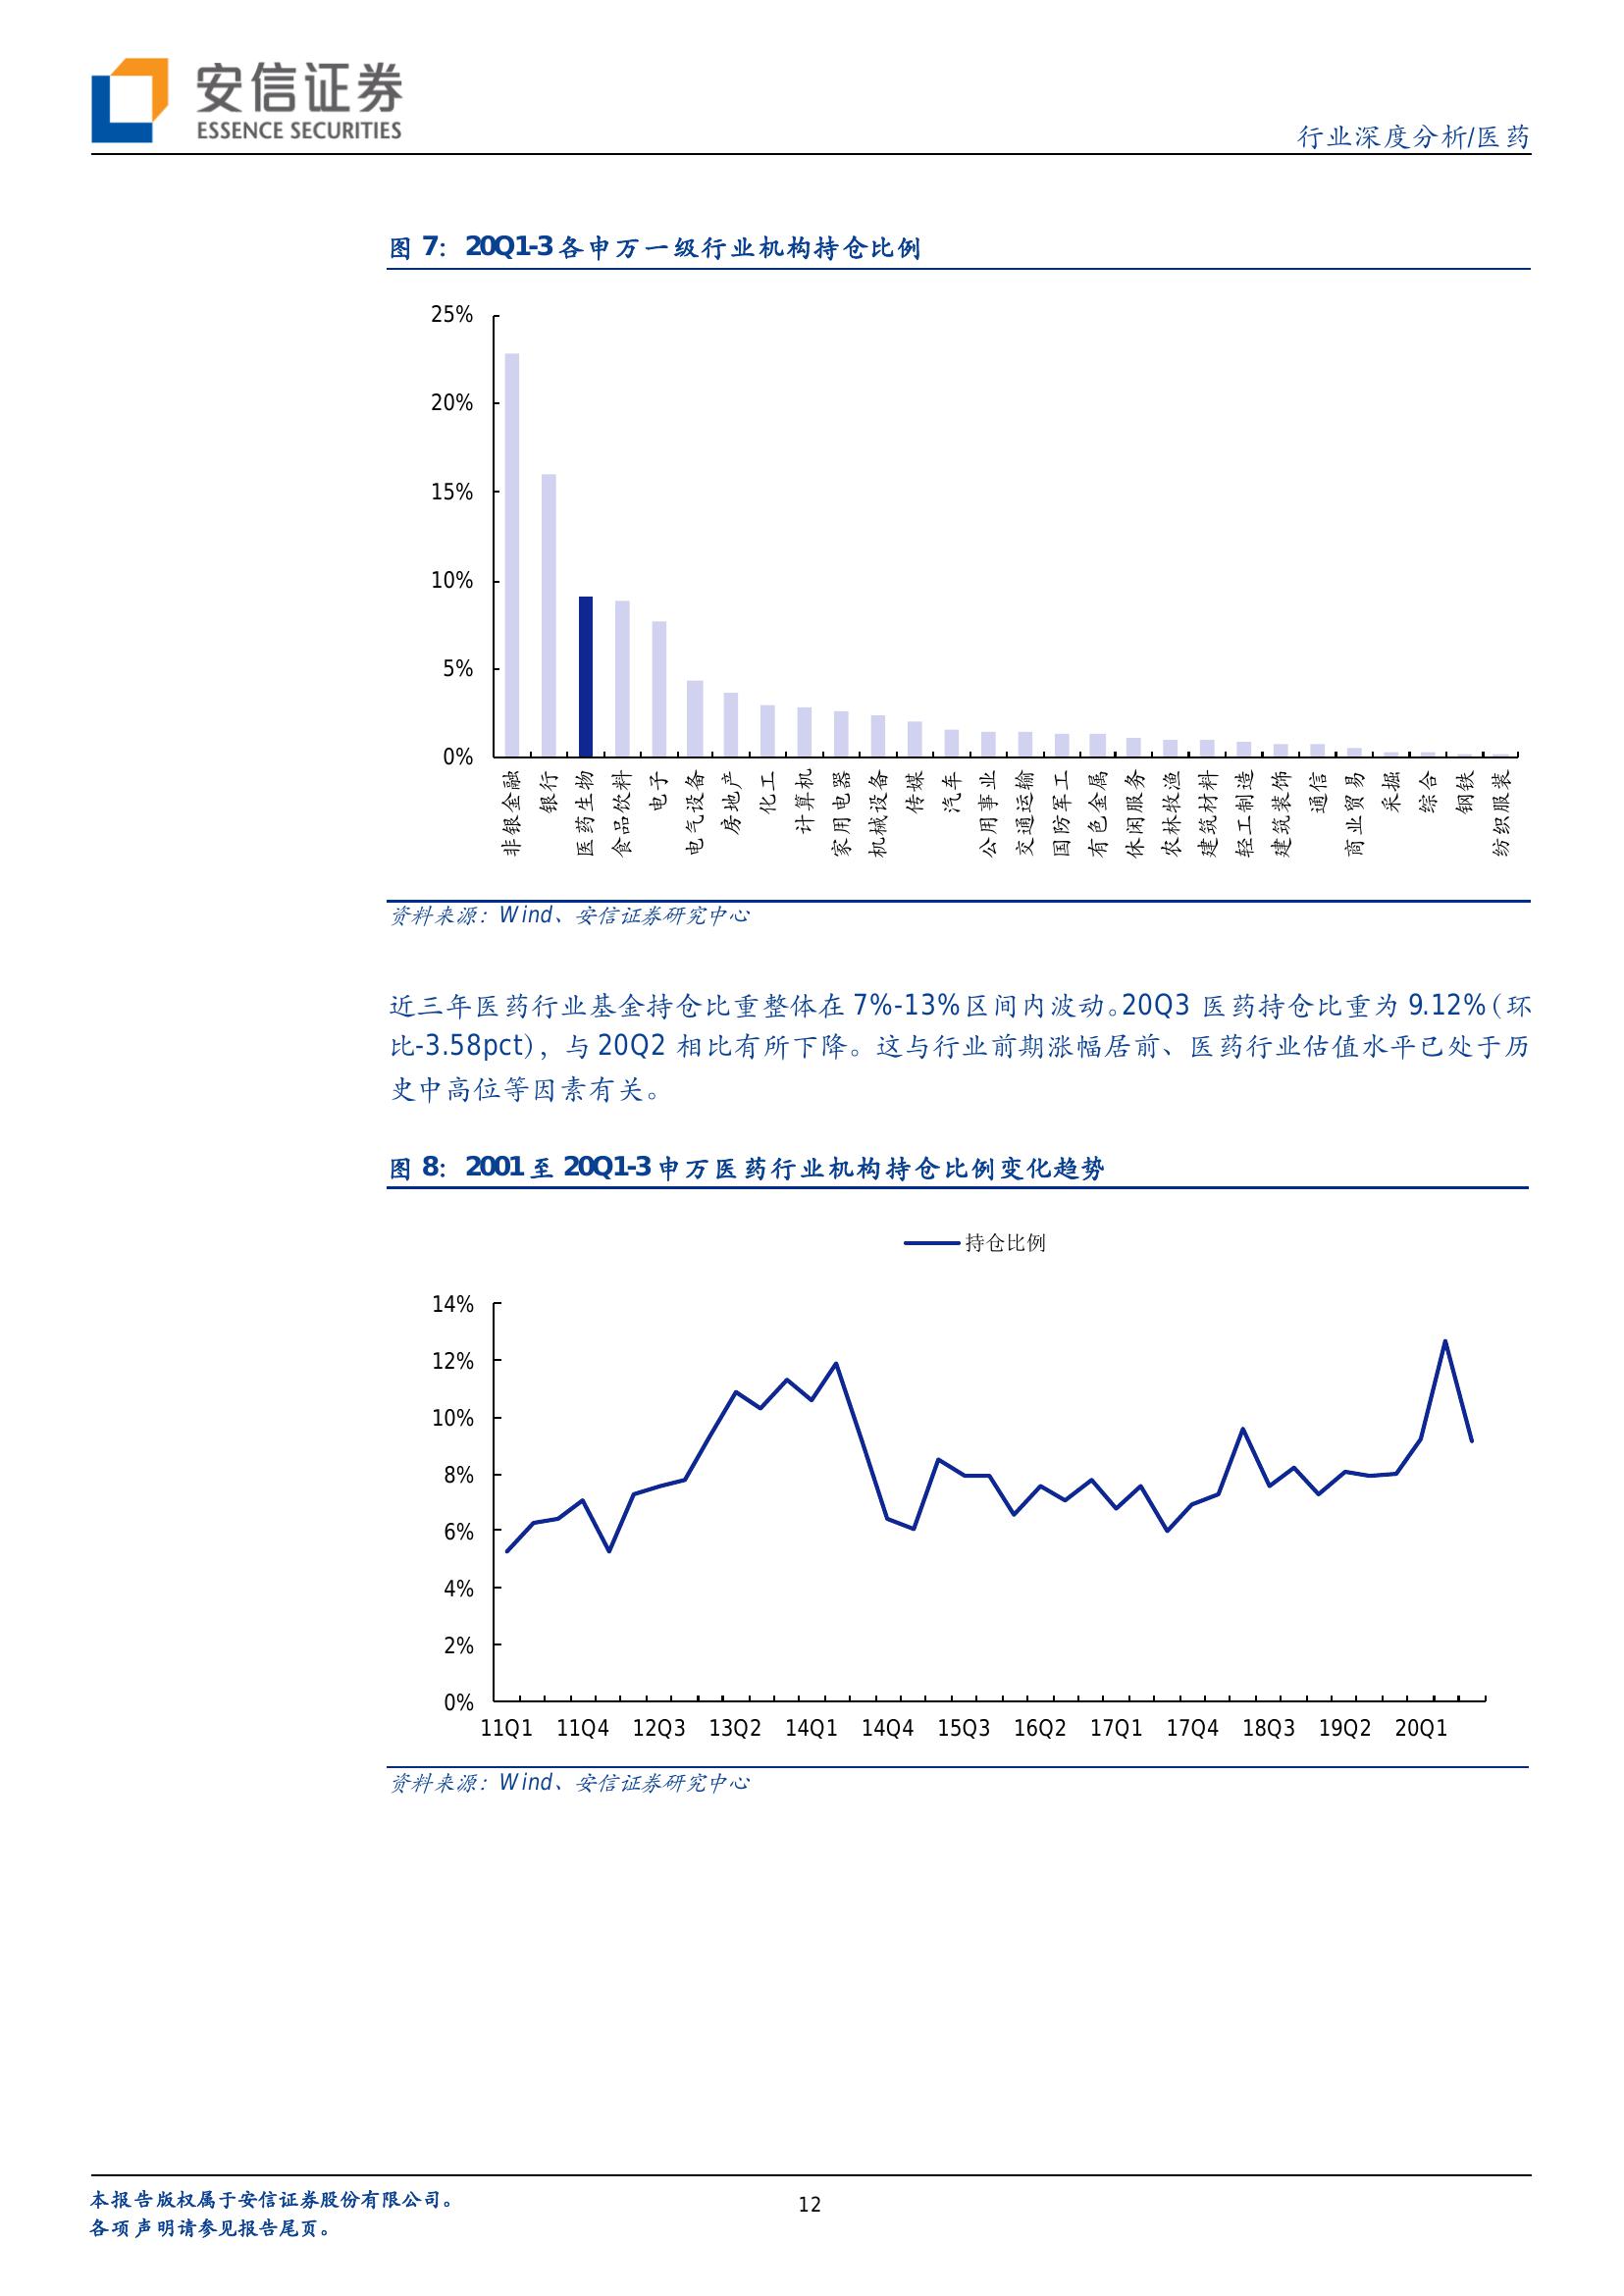 安信证券
ESSENCE SECURITIES
行业深度分析/医药
图 7：20Q1-3各申万一级行业机构持仓比例
25%
20%
15%
10%
5%
0%
非银金融
银行
医药生物
食品饮料
电子
电气设备
房地产
化工
计算机
家用电器
机械设备
传媒
汽车
公用事业
交通运输
国防军工
有色金属
休闲服务
农林牧渔
建筑材料
轻工制造
建筑装饰
通信
商业贸易
采掘
综合
钢铁
纺织服装
资料来源：Wind、安信证券研究中心
近三年医药行业基金持仓比重整体在 7%-13%区间内波动。20Q3 医药持仓比重为 9.12%（环
比-3.58pct），与 20Q2 相比有所下降。这与行业前期涨幅居前、医药行业估值水平已处于历
史中高位等因素有关。
图 8：2001 至 20Q1-3 申万医药行业机构持仓比例变化趋势
持仓比例
14%
12%
10%
8%
6%
4%
2%
0%
11Q1 11Q4 12Q3 13Q2 14Q1 14Q4 15Q3 16Q2 17Q1 17Q4 18Q3 19Q2 20Q1
资料来源：Wind、安信证券研究中心
本报告版权属于安信证券股份有限公司。
各项声明请参见报告尾页。
12